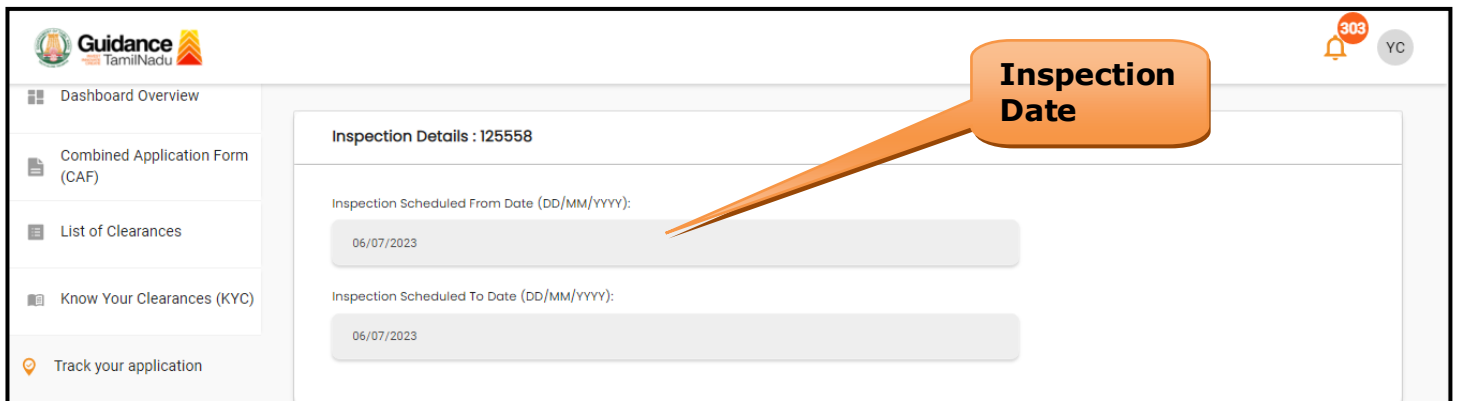 Guidance
TamilNadu
303
YC
Inspection
Date
Dashboard Overview
Combined Application Form
(CAF)
List of Clearances
Know Your Clearances (KYC)
Track your application
Inspection Details : 125558
Inspection Scheduled From Date (DD/MM/YYYY):
06/07/2023
Inspection Scheduled To Date (DD/MM/YYYY):
06/07/2023